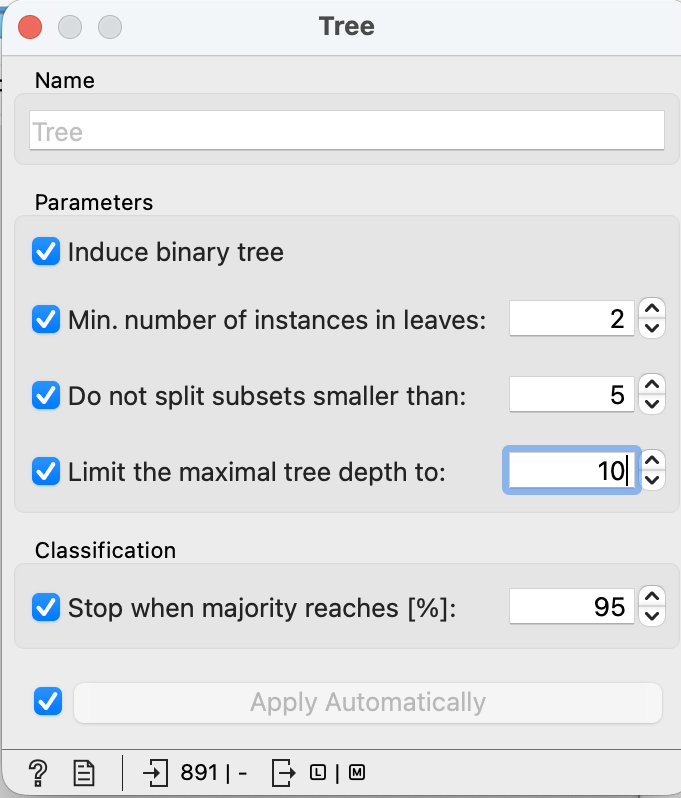 Tree
Name
Tree
Parameters
Induce binary tree
Min. number of instances in leaves: 2
Do not split subsets smaller than: 5
Limit the maximal tree depth to: 10
Classification
Stop when majority reaches [%]: 95
Apply Automatically
? 891 | - L | M